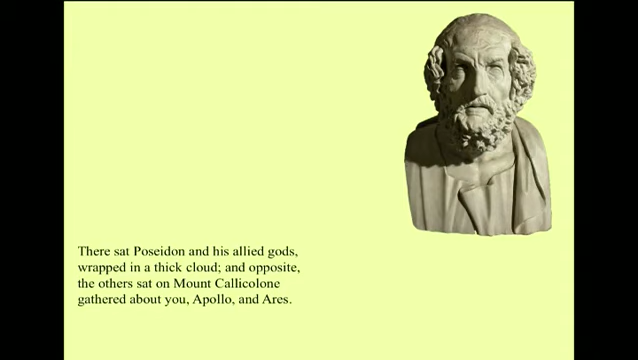 There sat Poseidon and his allied gods,
wrapped in a thick cloud; and opposite,
the others sat on Mount Callicolone
gathered about you, Apollo, and Ares.